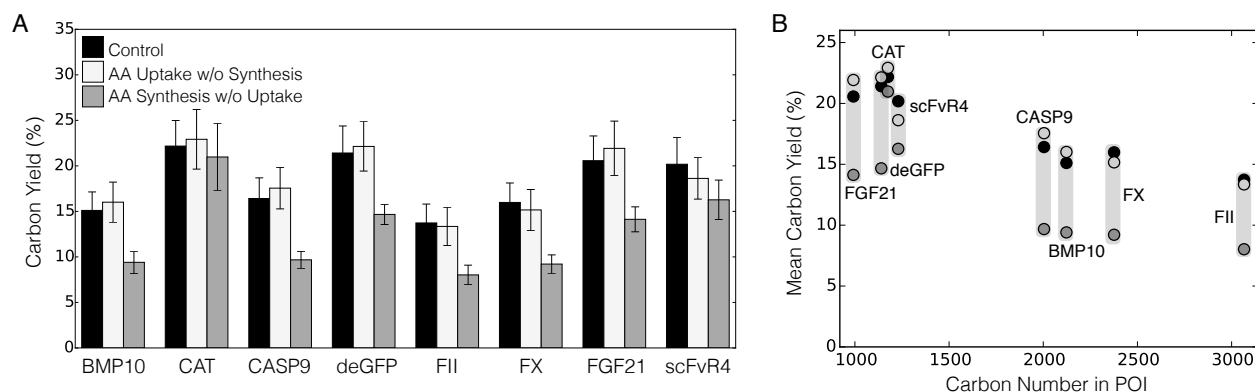 A
Carbon Yield (%)
35
30
25
20
15
10
5
0
Control
AA Uptake w/o Synthesis
AA Synthesis w/o Uptake
BMP10 CAT CASP9 deGFP FII FX FGF21 scFvR4
B
Mean Carbon Yield (%)
25
20
15
10
5
0
CAT
scFvR4
CASP9
deGFP
FGF21
FX
FII
BMP10
1000 1500 2000 2500 3000
Carbon Number in POI